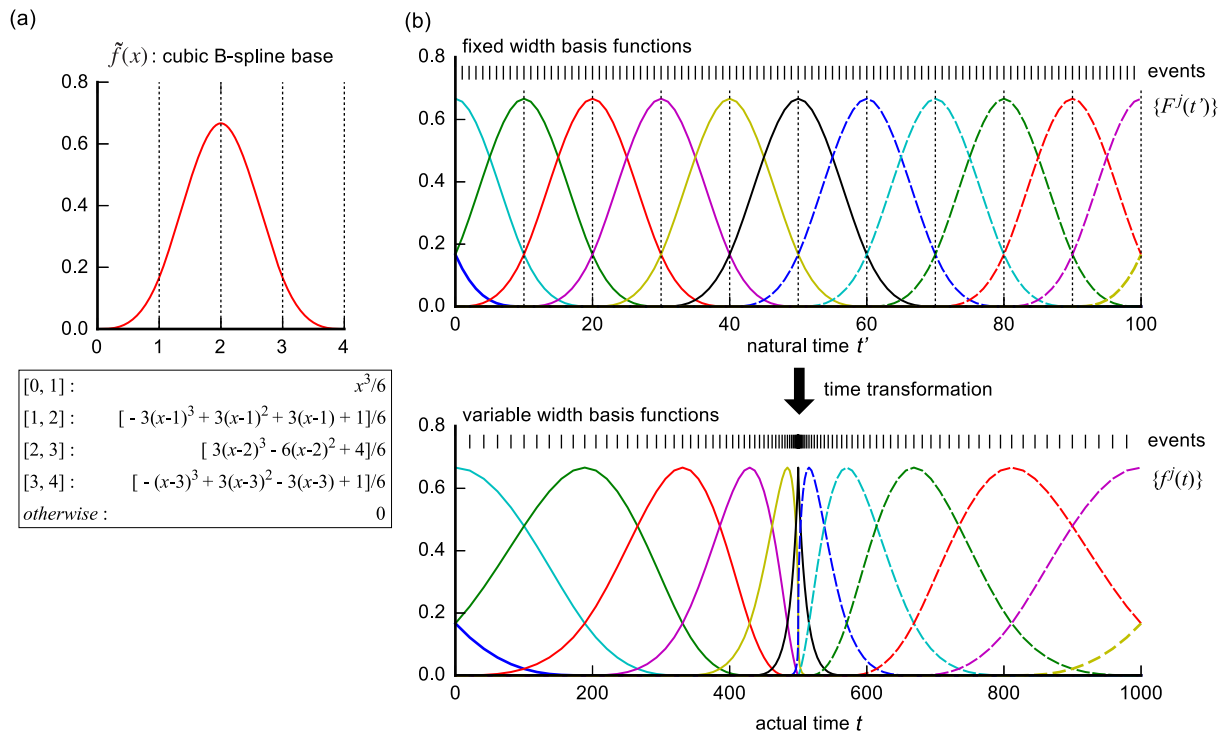 (a)
f̃(x) : cubic B-spline base
0.8
0.6
0.4
0.2
0.0
0 1 2 3 4
[0, 1] : x³/6
[1, 2] : [ - 3(x-1)³ + 3(x-1)² + 3(x-1) + 1]/6
[2, 3] : [ 3(x-2)³ - 6(x-2)² + 4]/6
[3, 4] : [ - (x-3)³ + 3(x-3)² - 3(x-3) + 1]/6
otherwise : 0
(b)
fixed width basis functions
0.8
events
{Fʲ(t')}
0.6
0.4
0.2
0.0
0 20 40 60 80 100
natural time t'
time transformation
variable width basis functions
0.8
events
{fʲ(t)}
0.6
0.4
0.2
0.0
0 200 400 600 800 1000
actual time t